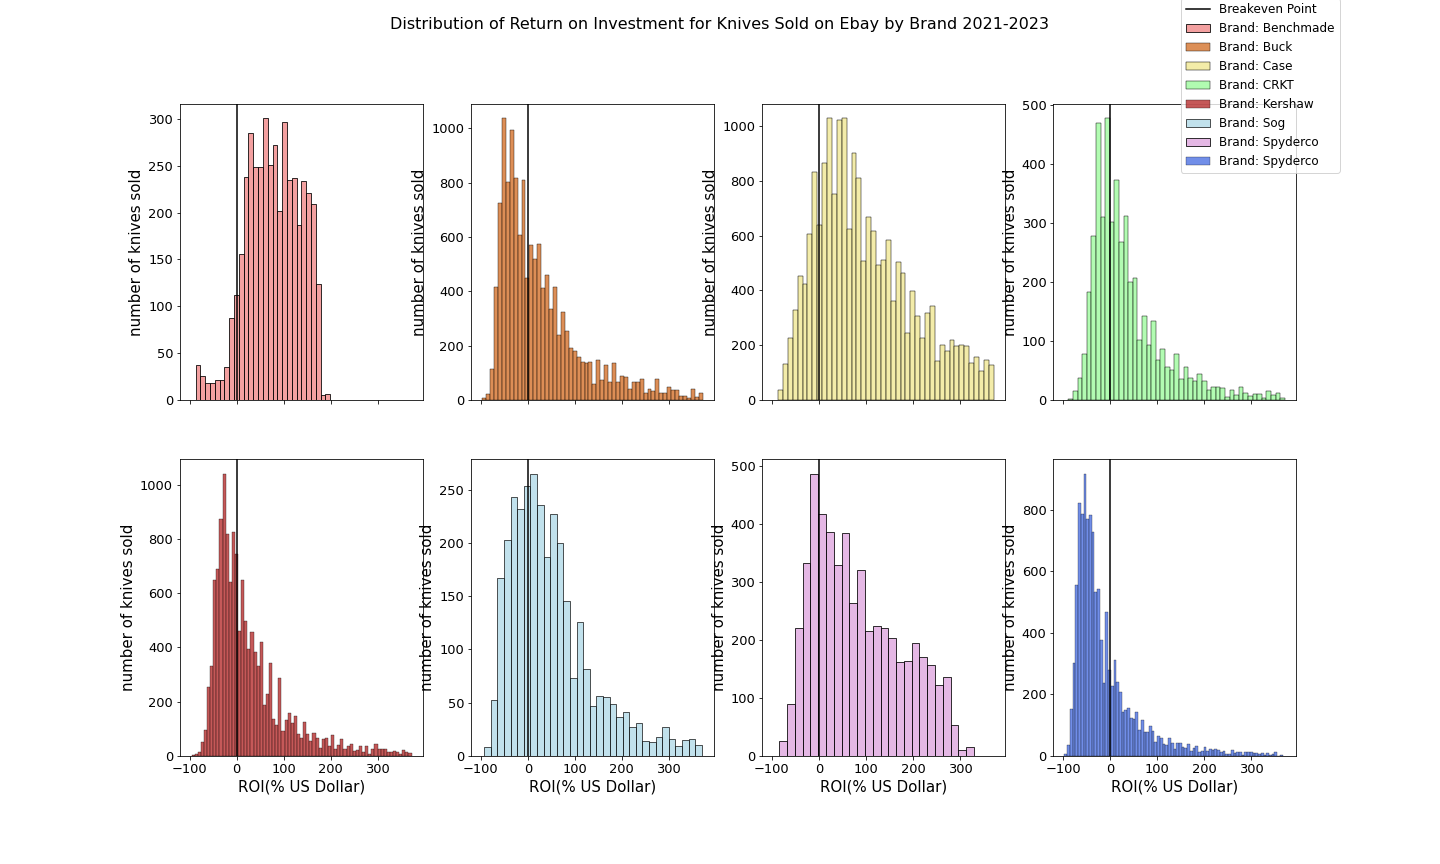 Distribution of Return on Investment for Knives Sold on Ebay by Brand 2021-2023
Breakeven Point
Brand: Benchmade
Brand: Buck
Brand: Case
Brand: CRKT
Brand: Kershaw
Brand: Sog
Brand: Spyderco
Brand: Spyderco
number of knives sold
300
250
200
150
100
50
0
number of knives sold
1000
800
600
400
200
0
number of knives sold
1000
800
600
400
200
0
number of knives sold
500
400
300
200
100
0
number of knives sold
1000
800
600
400
200
0
−100 0 100 200 300
ROI(% US Dollar)
number of knives sold
250
200
150
100
50
0
−100 0 100 200 300
ROI(% US Dollar)
number of knives sold
500
400
300
200
100
0
−100 0 100 200 300
ROI(% US Dollar)
number of knives sold
800
600
400
200
0
−100 0 100 200 300
ROI(% US Dollar)